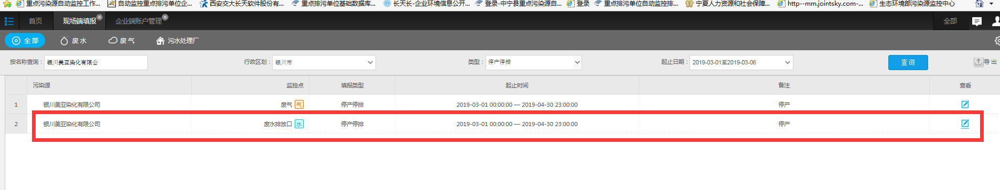 重点污染源自动监控工作... 自动监控重点排污单位企... 西安交大长天软件股份有... 重点排污单位基础数据库... 长天长-企业环境信息公开... 登录-中宁县重点污染源自... 登录 重点排污单位自动监控排... 宁夏人力资源和社会保障... http--mm.jointsky.com-... 生态环境部污染源监控中心
首页 现场端填报 企业端账户管理 全部
全部 废水 废气 污水处理厂
按名称查询: 银川美亚染化有限公 行政区划: 银川市 类型: 停产停排 起止日期: 2019-03-01至2019-03-06 查询 导出
污染源 监控点 填报类型 起止时间 备注 查看
1 银川美亚染化有限公司 废气 气 停产停排 2019-03-01 00:00:00 — 2019-04-30 23:00:00 停产
2 银川美亚染化有限公司 废水排放口 水 停产停排 2019-03-01 00:00:00 — 2019-04-30 23:00:00 停产